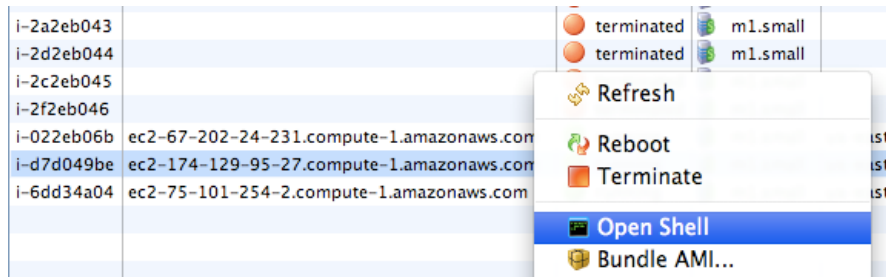 i-2a2eb043 terminated m1.small
i-2d2eb044 terminated m1.small
i-2c2eb045
i-2f2eb046
i-022eb06b ec2-67-202-24-231.compute-1.amazonaws.com
i-d7d049be ec2-174-129-95-27.compute-1.amazonaws.com
i-6dd34a04 ec2-75-101-254-2.compute-1.amazonaws.com
Refresh
Reboot
Terminate
Open Shell
Bundle AMI...